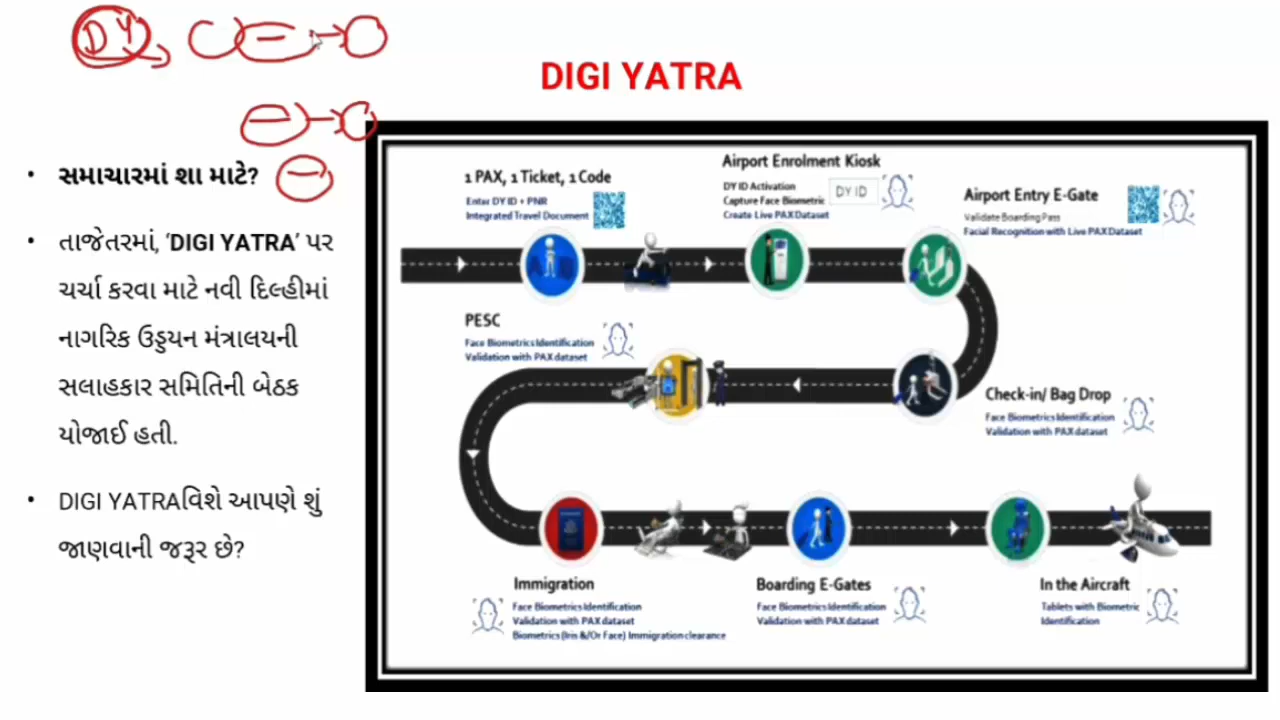 DY
DIGI YATRA
સમાચારમાં શા માટે?
તાજેતરમાં, ‘DIGI YATRA’ પર
ચર્ચા કરવા માટે નવી દિલ્હીમાં
નાગરિક ઉડ્ડયન મંત્રાલયની
સલાહકાર સમિતિની બેઠક
યોજાઈ હતી.
DIGI YATRAવિશે આપણે શું
જાણવાની જરૂર છે?
1 PAX, 1 Ticket, 1 Code
Enter DY ID + PNR
Integrated Travel Document
Airport Enrolment Kiosk
DY ID Activation
Capture Face Biometric
Create Live PAX Dataset
DY ID
Airport Entry E-Gate
Validate Boarding Pass
Facial Recognition with Live PAX Dataset
PESC
Face Biometrics Identification
Validation with PAX dataset
Check-in/ Bag Drop
Face Biometrics Identification
Validation with PAX dataset
Immigration
Face Biometrics Identification
Validation with PAX dataset
Biometrics (Iris &/Or Face) Immigration clearance
Boarding E-Gates
Face Biometrics Identification
Validation with PAX dataset
In the Aircraft
Tablets with Biometric
Identification